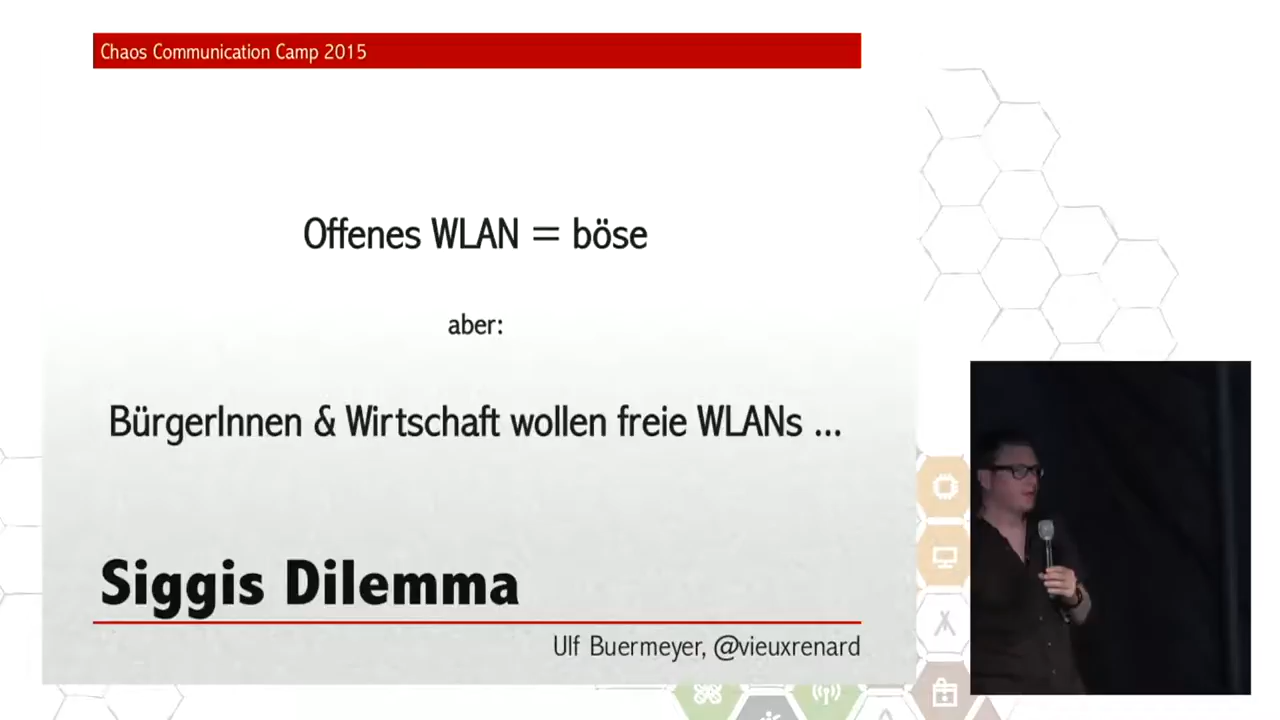 Chaos Communication Camp 2015
Offenes WLAN = böse
aber:
BürgerInnen & Wirtschaft wollen freie WLANs ...
Siggis Dilemma
Ulf Buermeyer, @vieuxrenard